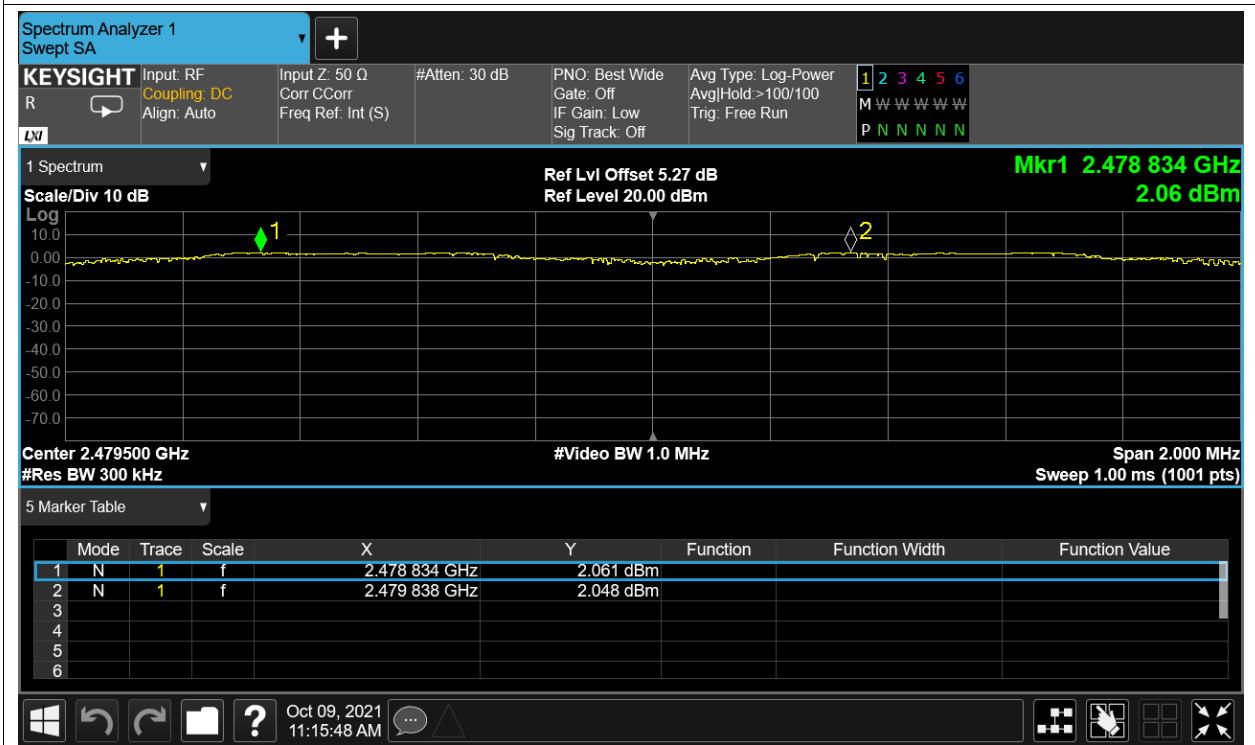 Spectrum Analyzer 1
Swept SA
+
KEYSIGHT Input: RF Input Z: 50 Ω #Atten: 30 dB PNO: Best Wide Avg Type: Log-Power 1 2 3 4 5 6
R Coupling: DC Corr CCorr Gate: Off Avg|Hold:>100/100 M W W W W W
Align: Auto Freq Ref: Int (S) IF Gain: Low Trig: Free Run
LXI Sig Track: Off P N N N N N
1 Spectrum Ref Lvl Offset 5.27 dB Mkr1 2.478 834 GHz
Scale/Div 10 dB Ref Level 20.00 dBm 2.06 dBm
Log
10.0 1 2
0.00
-10.0
-20.0
-30.0
-40.0
-50.0
-60.0
-70.0
Center 2.479500 GHz #Video BW 1.0 MHz Span 2.000 MHz
#Res BW 300 kHz Sweep 1.00 ms (1001 pts)
5 Marker Table
Mode Trace Scale X Y Function Function Width Function Value
1 N 1 f 2.478 834 GHz 2.061 dBm
2 N 1 f 2.479 838 GHz 2.048 dBm
3
4
5
6
? Oct 09, 2021
11:15:48 AM